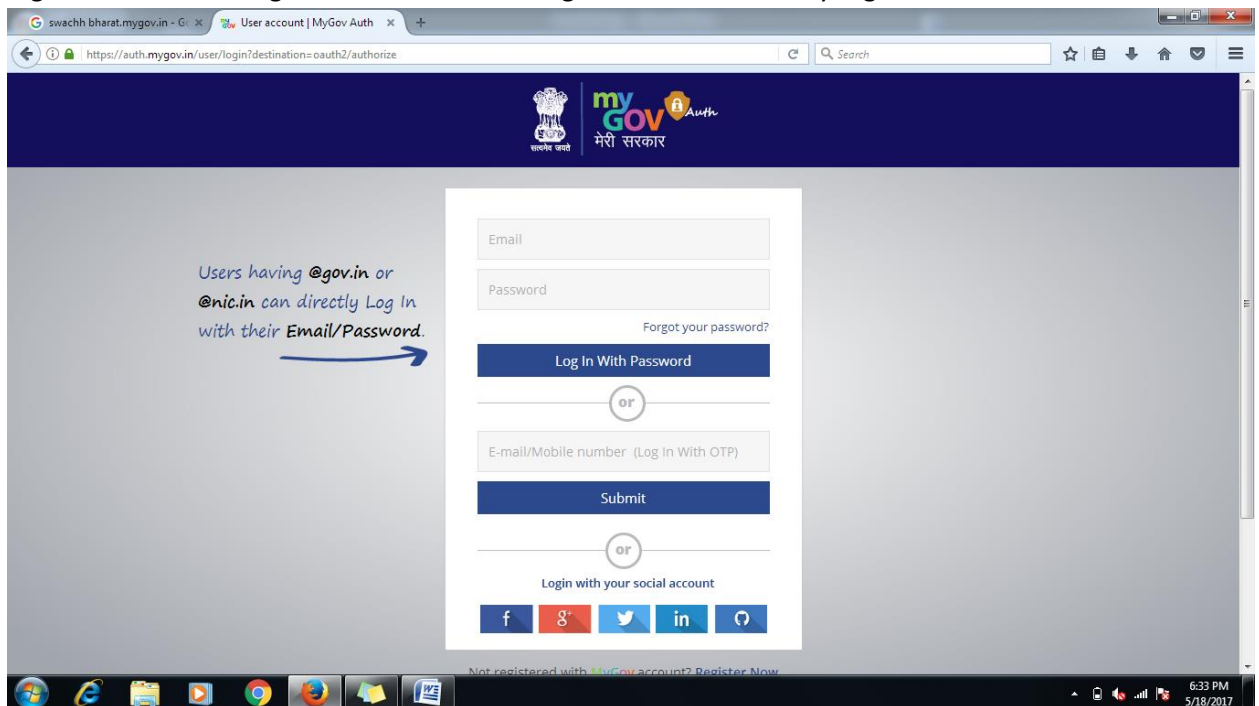 swachh bharat.mygov.in - G
User account | MyGov Auth
https://auth.mygov.in/user/login?destination=oauth2/authorize
Search
सत्यमेव जयते
my
GOV
Auth
मेरी सरकार
Users having @gov.in or
@nic.in can directly Log In
with their Email/Password.
Email
Password
Forgot your password?
Log In With Password
or
E-mail/Mobile number (Log In With OTP)
Submit
or
Login with your social account
f g+ in
Not registered with MyGov account? Register Now
6:33 PM
5/18/2017